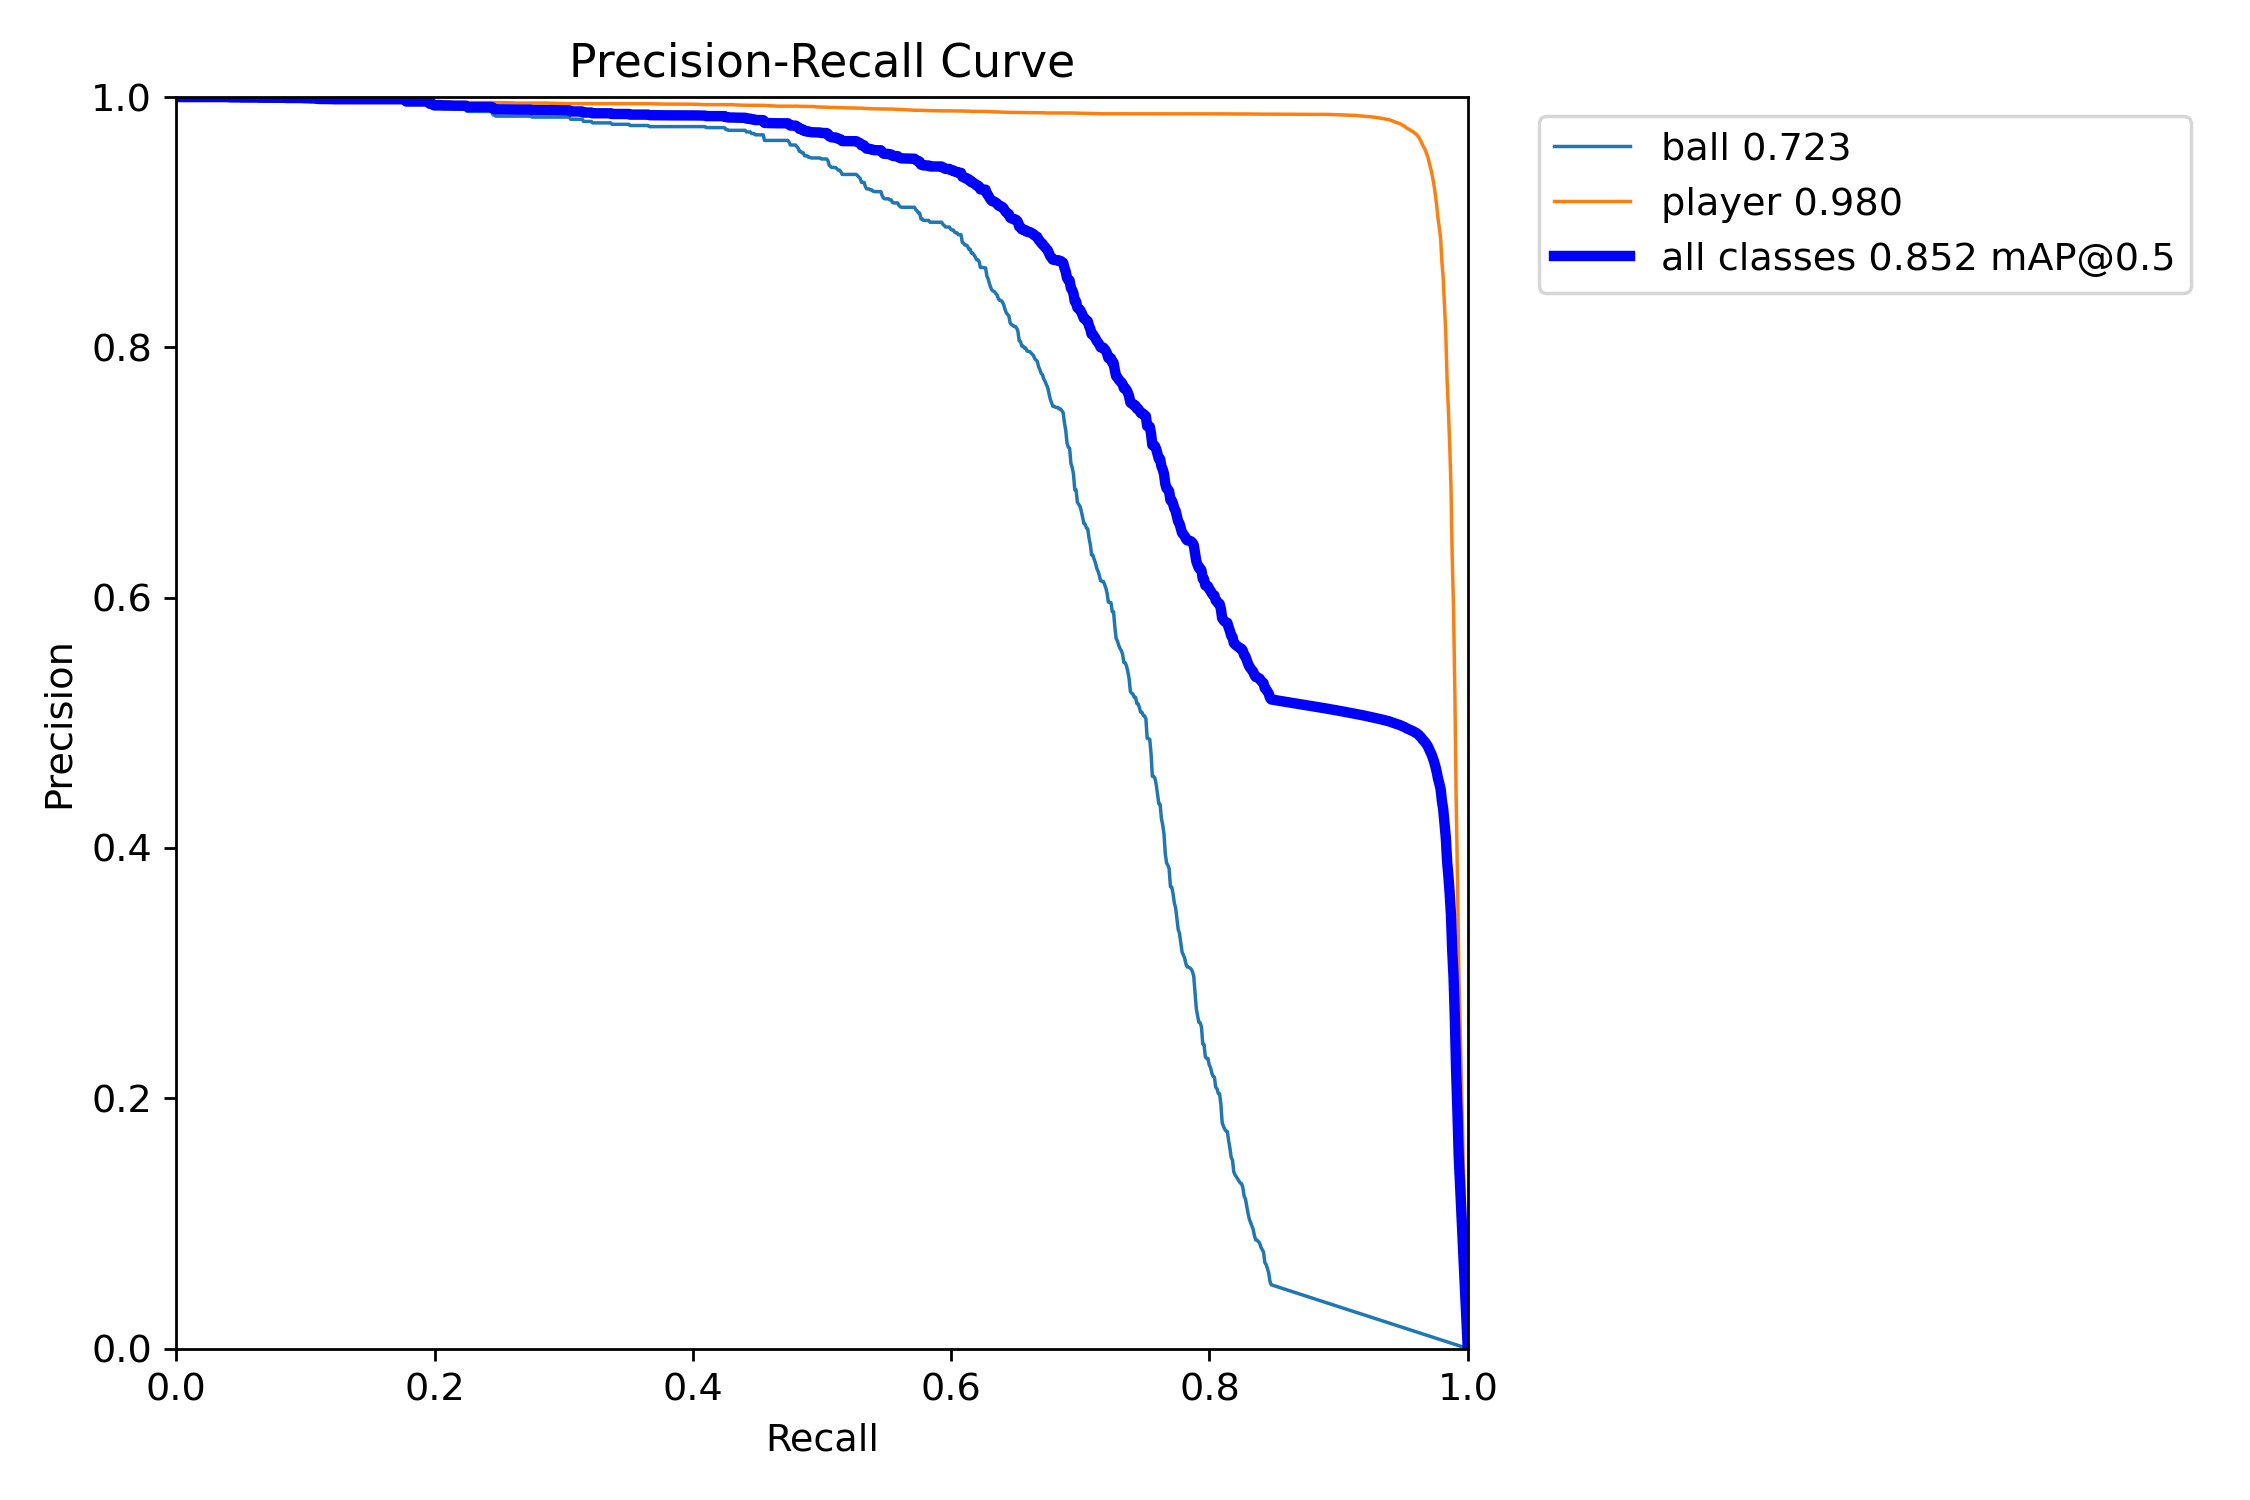 Precision-Recall Curve
1.0
0.8
0.6
0.4
0.2
0.0
Precision
0.0 0.2 0.4 0.6 0.8 1.0
Recall
ball 0.723
player 0.980
all classes 0.852 mAP@0.5